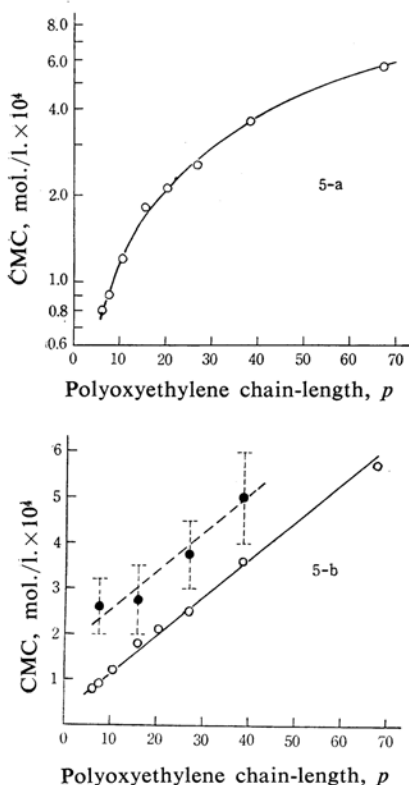 8.0
6.0
4.0
2.0
1.0
0.8
0.6
CMC, mol./l.×10⁴
5-a
0 10 20 30 40 50 60 70
Polyoxyethylene chain-length, p
6
5
4
3
2
1
CMC, mol./l.×10⁴
5-b
0 10 20 30 40 50 60 70
Polyoxyethylene chain-length, p